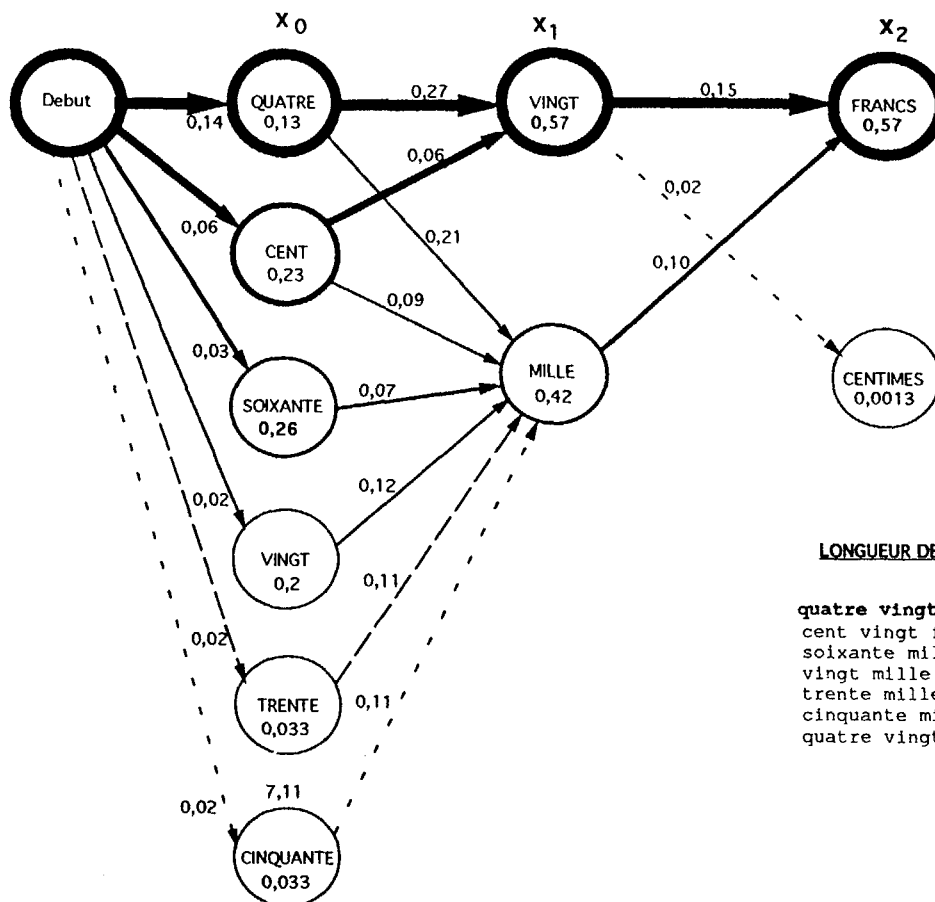 X0 X1 X2
Debut
QUATRE
0,13
VINGT
0,57
FRANCS
0,57
0,14
0,27
0,15
0,06
0,06
0,02
CENT
0,23
0,21
0,10
0,09
0,03
MILLE
0,42
CENTIMES
0,0013
SOIXANTE
0,26
0,07
0,02
0,12
VINGT
0,2
0,11
LONGUEUR DE
0,02
TRENTE
0,033
0,11
quatre vingt
cent vingt
soixante mil
vingt mille
trente mille
cinquante mi
quatre vingt
7,11
0,02
CINQUANTE
0,033